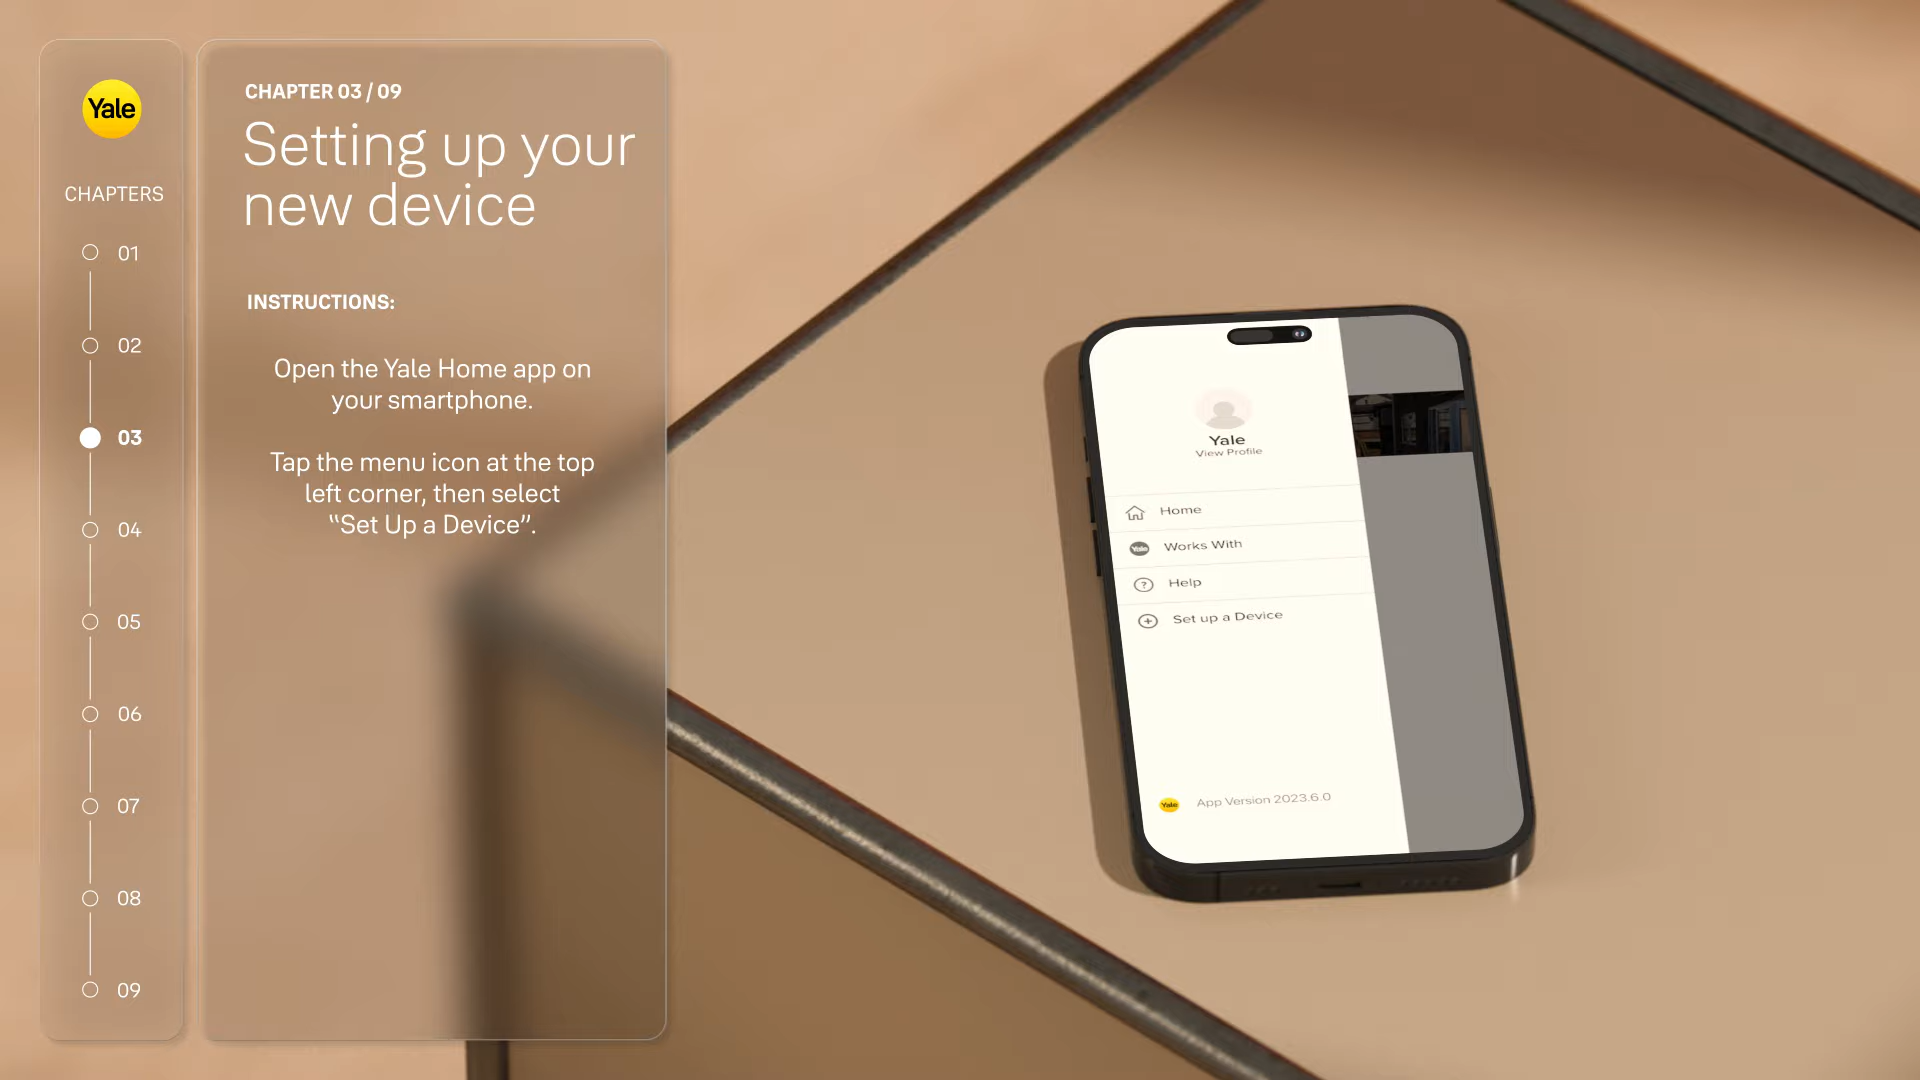 Yale
CHAPTERS
01
02
03
04
05
06
07
08
09
CHAPTER 03 / 09
Setting up your
new device
INSTRUCTIONS:
Open the Yale Home app on
your smartphone.
Tap the menu icon at the top
left corner, then select
“Set Up a Device”.
Yale
View Profile
Home
Yale
Works With
Help
Set up a Device
Yale
App Version 2023.6.0